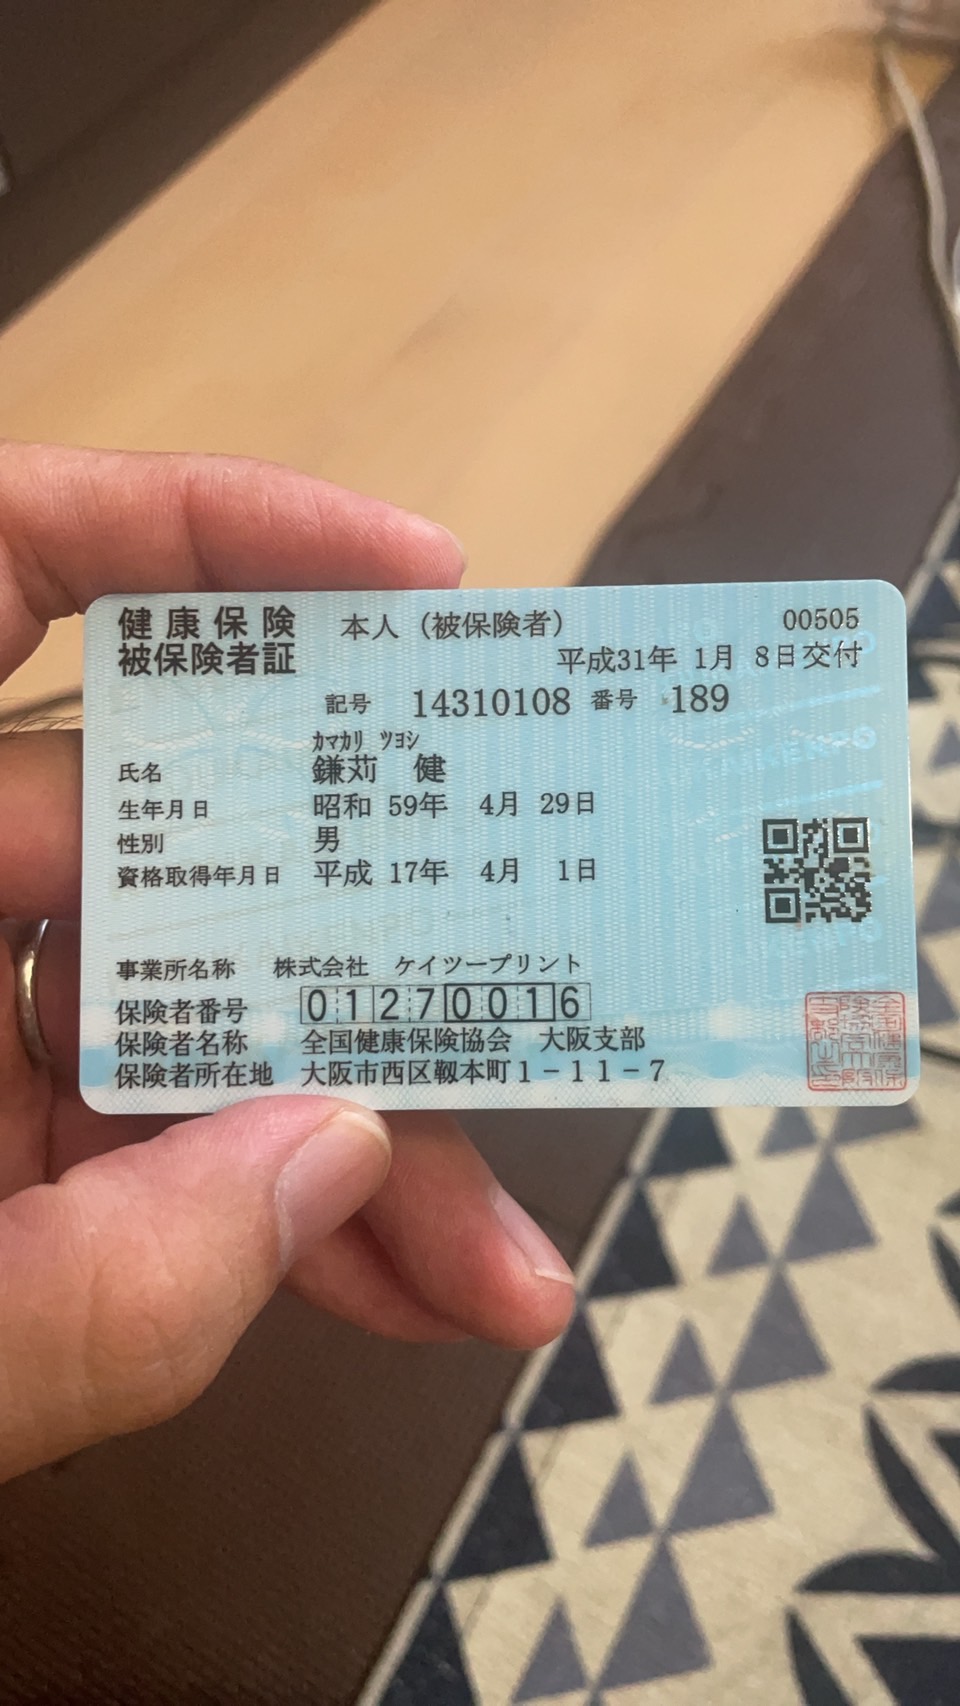 健康保険 本人（被保険者） 00505
被保険者証 平成31年 1月 8日交付
記号 14310108 番号 189
ｶﾏｶﾘ ﾂﾖｼ
氏名 鎌苅 健
生年月日 昭和 59年 4月 29日
性別 男
資格取得年月日 平成 17年 4月 1日
事業所名称 株式会社 ケイツープリント
保険者番号 01270016
保険者名称 全国健康保険協会 大阪支部
保険者所在地 大阪市西区靱本町1－11－7